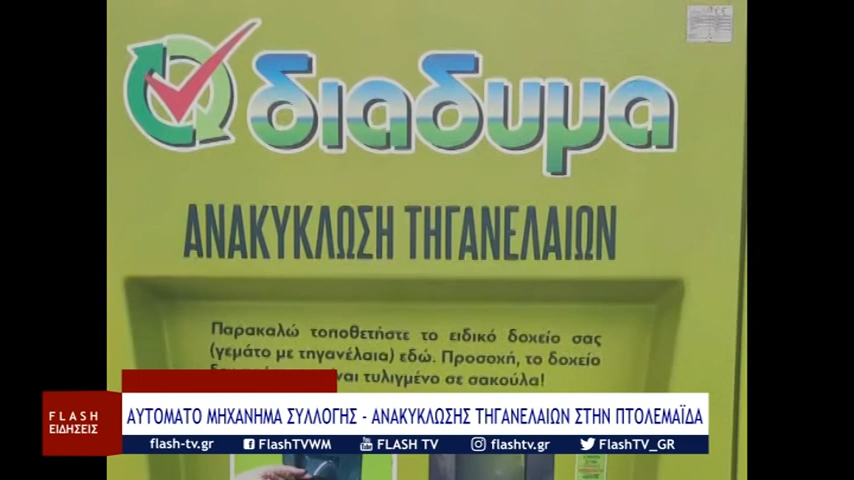 διαδυμα
ΑΝΑΚΥΚΛΩΣΗ ΤΗΓΑΝΕΛΑΙΩΝ
Παρακαλώ τοποθετήστε το ειδικό δοχείο σας
(γεμάτο με τηγανέλαια) εδώ. Προσοχή, το δοχείο
τυλιγμένο σε σακούλα!
FLASH
ΕΙΔΗΣΕΙΣ
ΑΥΤΟΜΑΤΟ ΜΗΧΑΝΗΜΑ ΣΥΛΛΟΓΗΣ - ΑΝΑΚΥΚΛΩΣΗΣ ΤΗΓΑΝΕΛΑΙΩΝ ΣΤΗΝ ΠΤΟΛΕΜΑΪΔΑ
flash-tv.gr FlashTVWM FLASH TV flashtv.gr FlashTV_GR